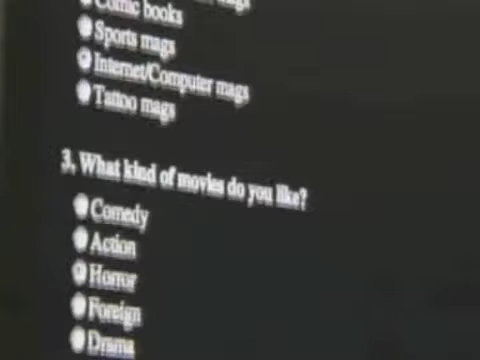 mags
Comic books
Sports mags
Internet/Computer mags
Tattoo mags
3. What kind of movies do you like?
Comedy
Action
Horror
Foreign
Drama